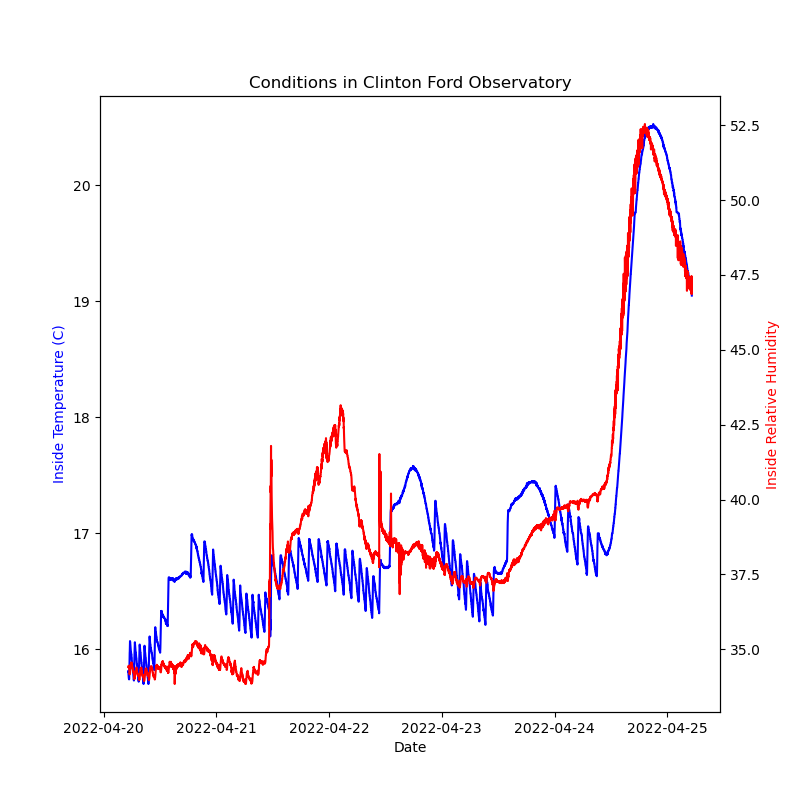 Conditions in Clinton Ford Observatory
Inside Temperature (C)
20
19
18
17
16
52.5
50.0
47.5
45.0
42.5
40.0
37.5
35.0
Inside Relative Humidity
2022-04-20 2022-04-21 2022-04-22 2022-04-23 2022-04-24 2022-04-25
Date